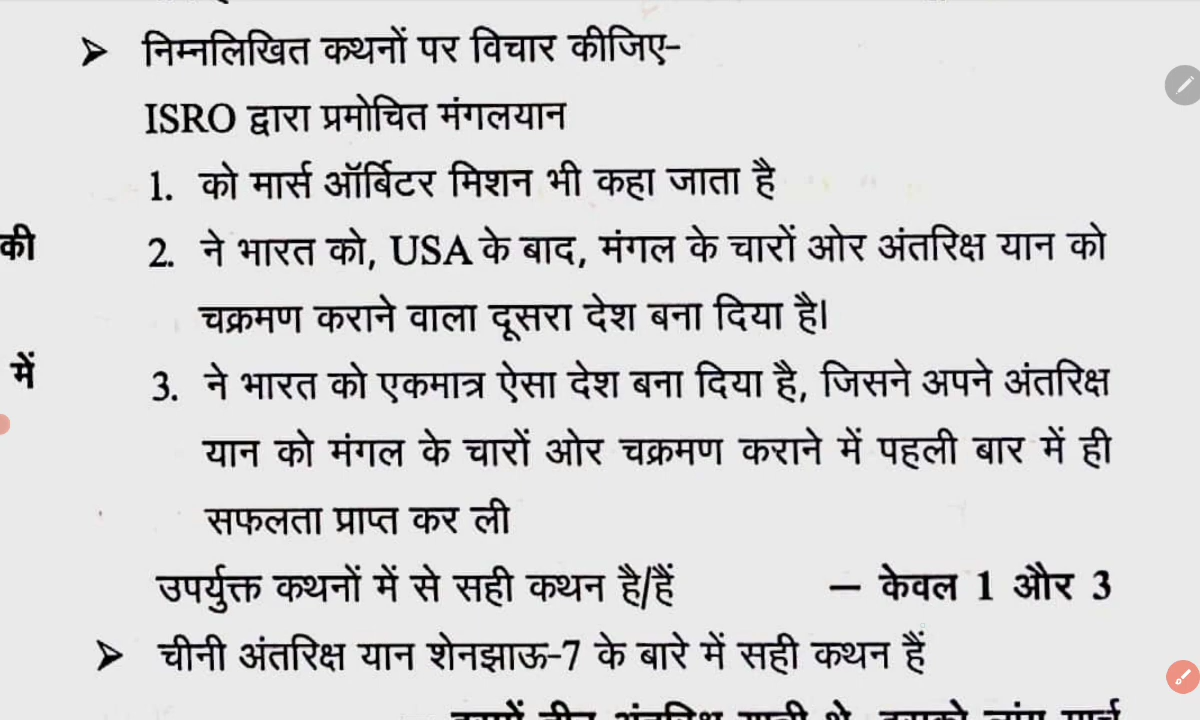 ➢ निम्नलिखित कथनों पर विचार कीजिए-
ISRO द्वारा प्रमोचित मंगलयान
1. को मार्स ऑर्बिटर मिशन भी कहा जाता है
की
2. ने भारत को, USA के बाद, मंगल के चारों ओर अंतरिक्ष यान को
चक्रमण कराने वाला दूसरा देश बना दिया है।
में
3. ने भारत को एकमात्र ऐसा देश बना दिया है, जिसने अपने अंतरिक्ष
यान को मंगल के चारों ओर चक्रमण कराने में पहली बार में ही
सफलता प्राप्त कर ली
उपर्युक्त कथनों में से सही कथन है/हैं – केवल 1 और 3
➢ चीनी अंतरिक्ष यान शेनझाऊ-7 के बारे में सही कथन हैं